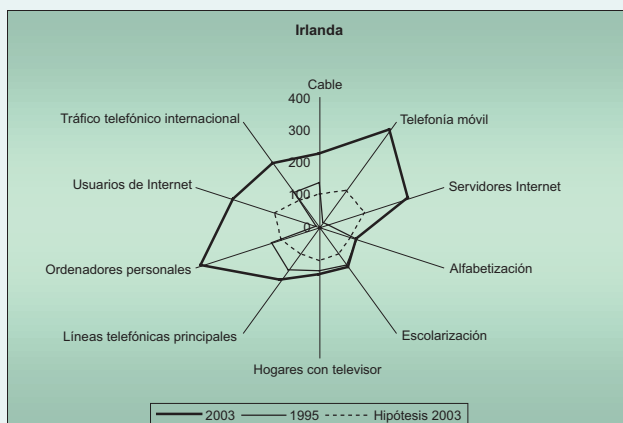 Irlanda
Cable
400
300
200
100
0
Tráfico telefónico internacional
Telefonía móvil
Usuarios de Internet
Servidores Internet
Ordenadores personales
Alfabetización
Líneas telefónicas principales
Escolarización
Hogares con televisor
2003 1995 Hipótesis 2003